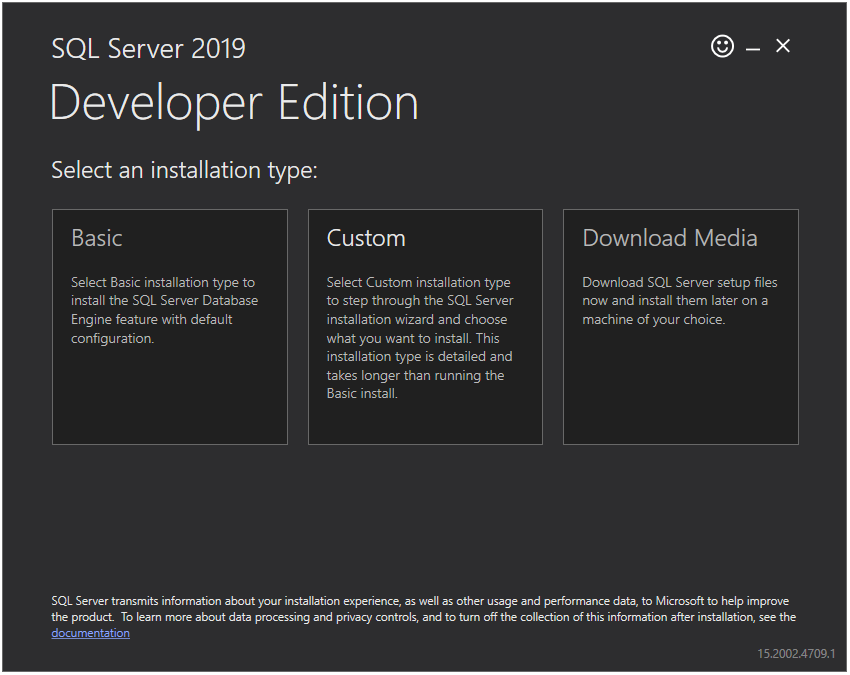 SQL Server 2019
Developer Edition
Select an installation type:
Basic
Select Basic installation type to
install the SQL Server Database
Engine feature with default
configuration.
Custom
Select Custom installation type
to step through the SQL Server
installation wizard and choose
what you want to install. This
installation type is detailed and
takes longer than running the
Basic install.
Download Media
Download SQL Server setup files
now and install them later on a
machine of your choice.
SQL Server transmits information about your installation experience, as well as other usage and performance data, to Microsoft to help improve
the product.  To learn more about data processing and privacy controls, and to turn off the collection of this information after installation, see the
documentation
15.2002.4709.1